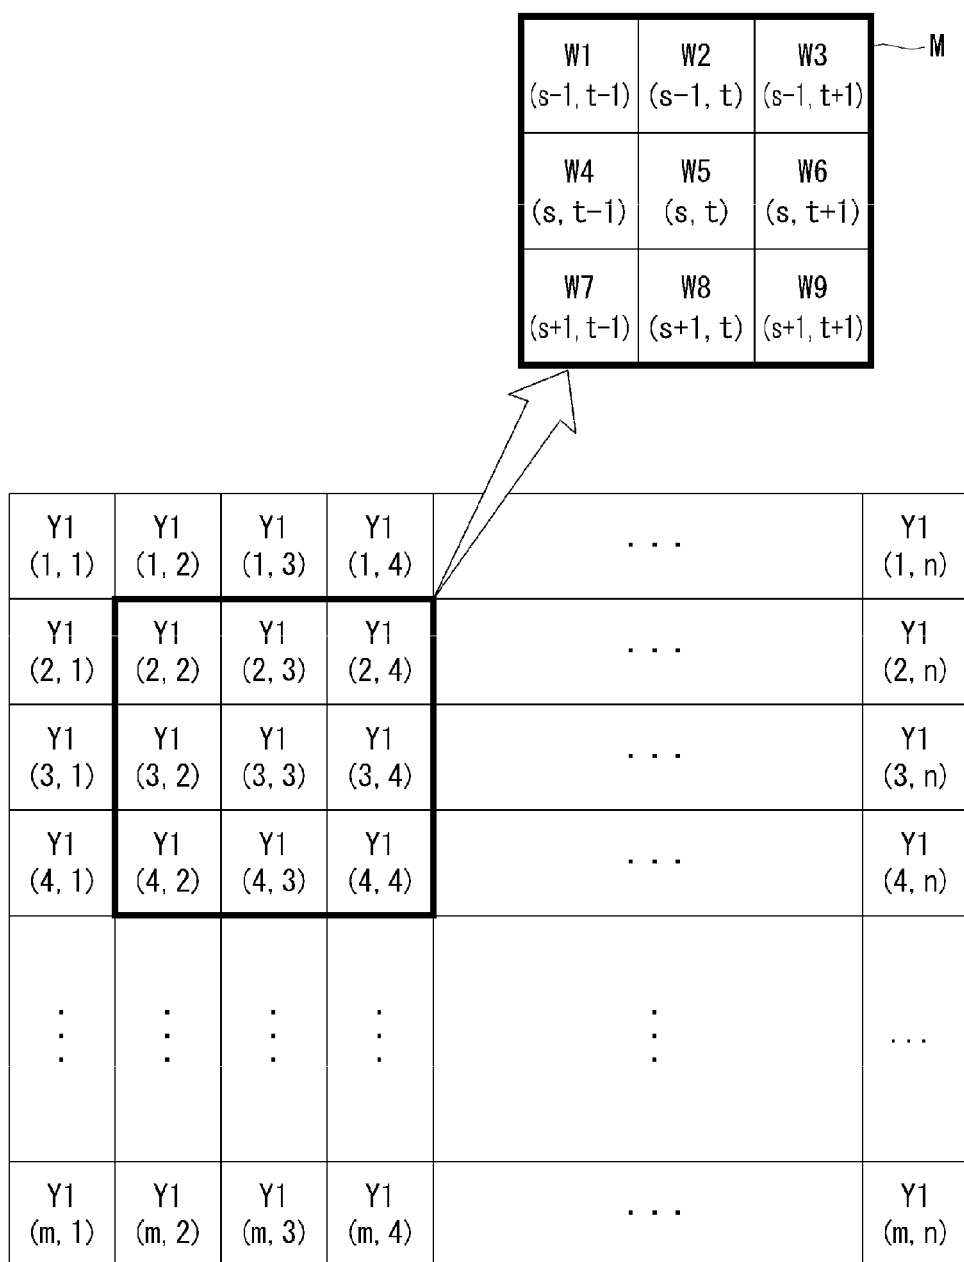 W1 W2 W3 M
(s-1, t-1) (s-1, t) (s-1, t+1)
W4 W5 W6
(s, t-1) (s, t) (s, t+1)
W7 W8 W9
(s+1, t-1) (s+1, t) (s+1, t+1)
Y1 Y1 Y1 Y1 ... Y1
(1, 1) (1, 2) (1, 3) (1, 4) (1, n)
Y1 Y1 Y1 Y1 ... Y1
(2, 1) (2, 2) (2, 3) (2, 4) (2, n)
Y1 Y1 Y1 Y1 ... Y1
(3, 1) (3, 2) (3, 3) (3, 4) (3, n)
Y1 Y1 Y1 Y1 ... Y1
(4, 1) (4, 2) (4, 3) (4, 4) (4, n)
⋮ ⋮ ⋮ ⋮ ⋮ ...
Y1 Y1 Y1 Y1 ... Y1
(m, 1) (m, 2) (m, 3) (m, 4) (m, n)